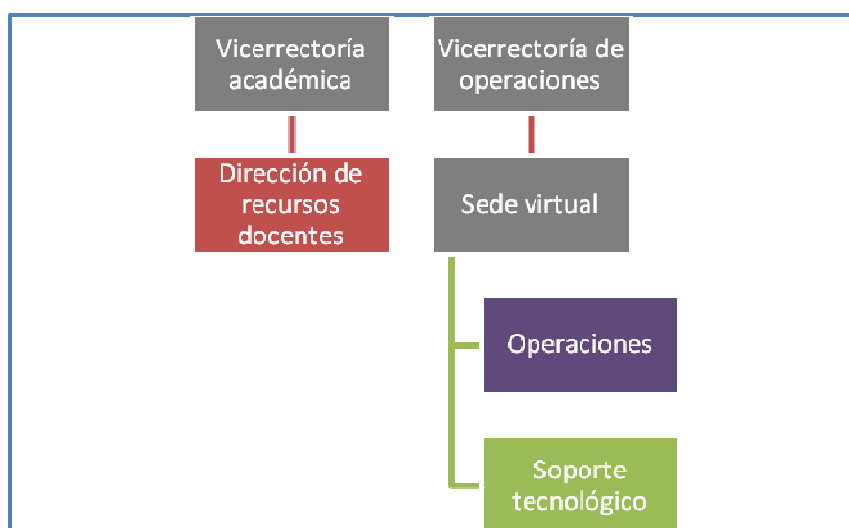 Vicerrectoría
académica
Vicerrectoría de
operaciones
Dirección de
recursos
docentes
Sede virtual
Operaciones
Soporte
tecnológico